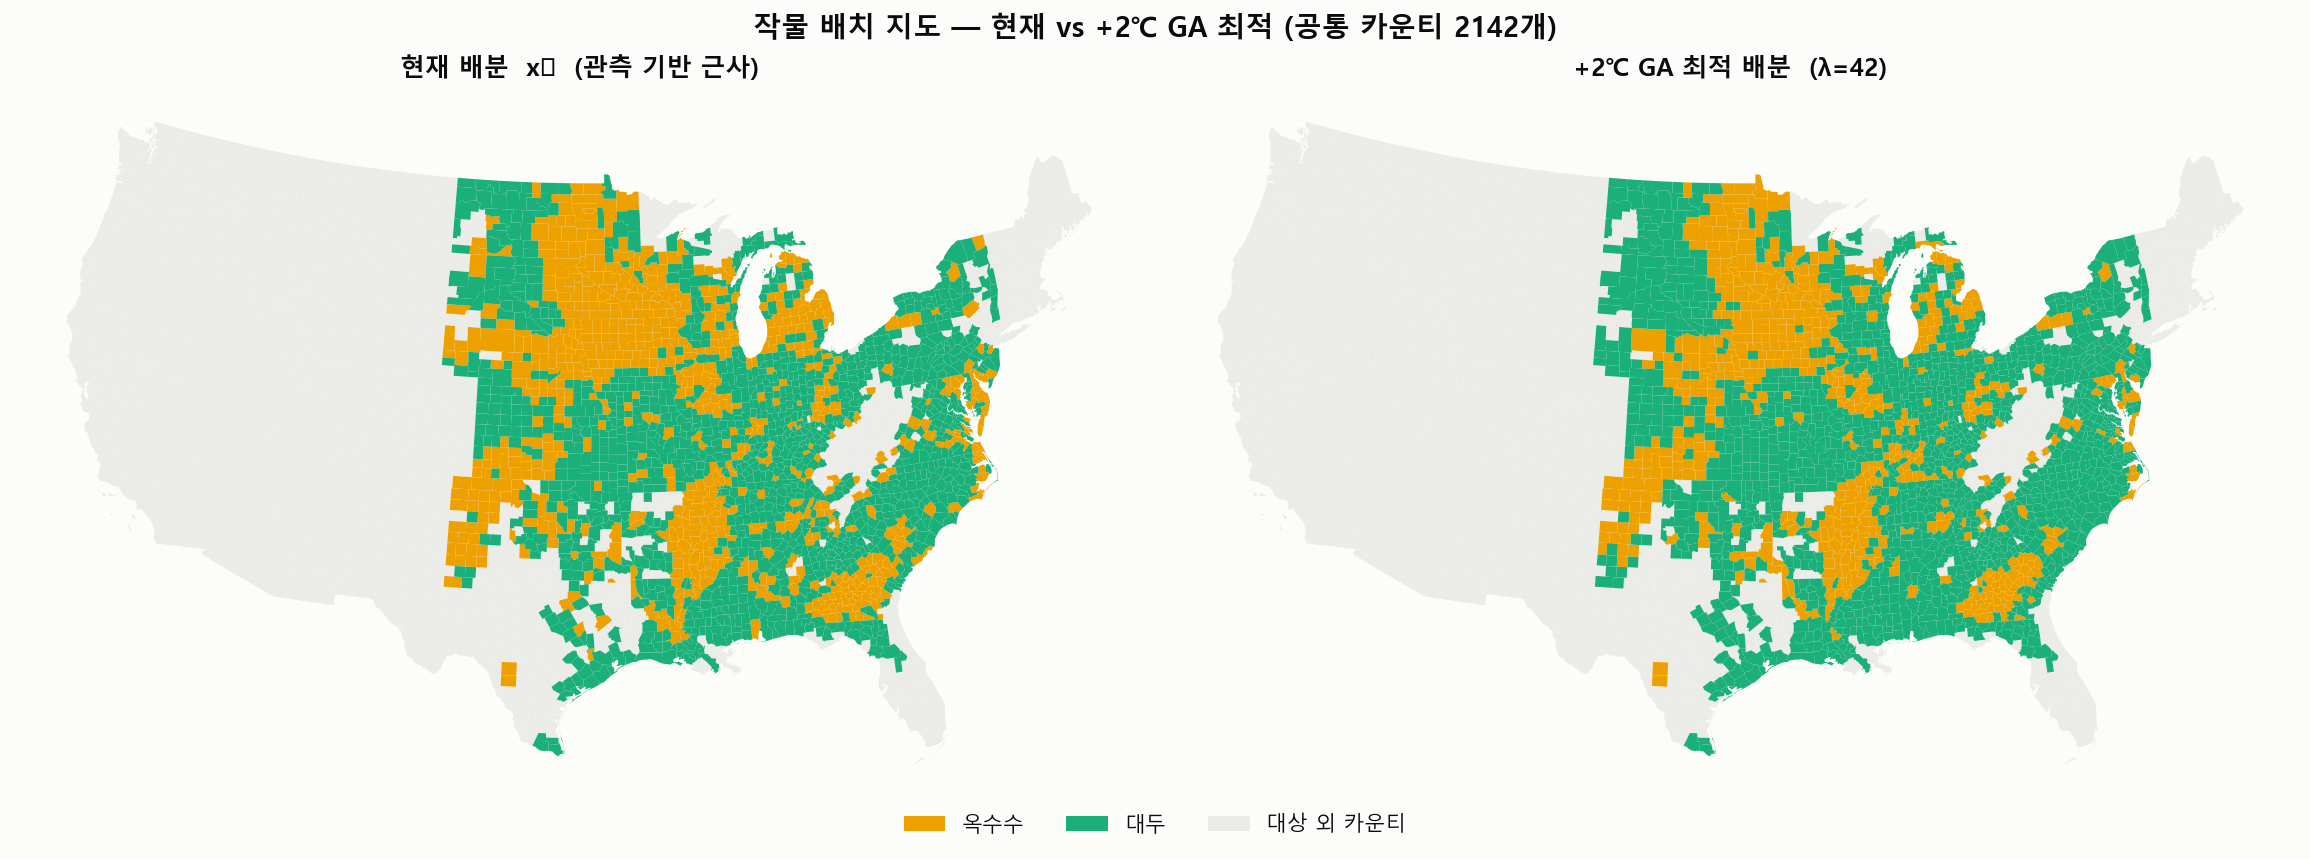 작물 배치 지도 — 현재 vs +2℃ GA 최적 (공통 카운티 2142개)
현재 배분 x▯ (관측 기반 근사)
+2℃ GA 최적 배분 (λ=42)
옥수수
대두
대상 외 카운티